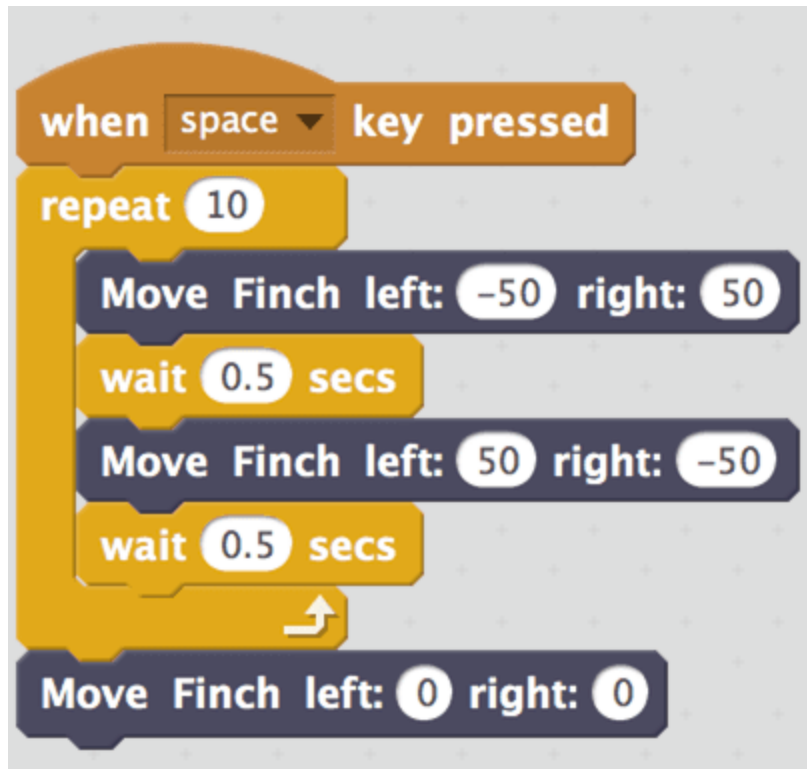 when space key pressed
repeat 10
Move Finch left: -50 right: 50
wait 0.5 secs
Move Finch left: 50 right: -50
wait 0.5 secs
Move Finch left: 0 right: 0